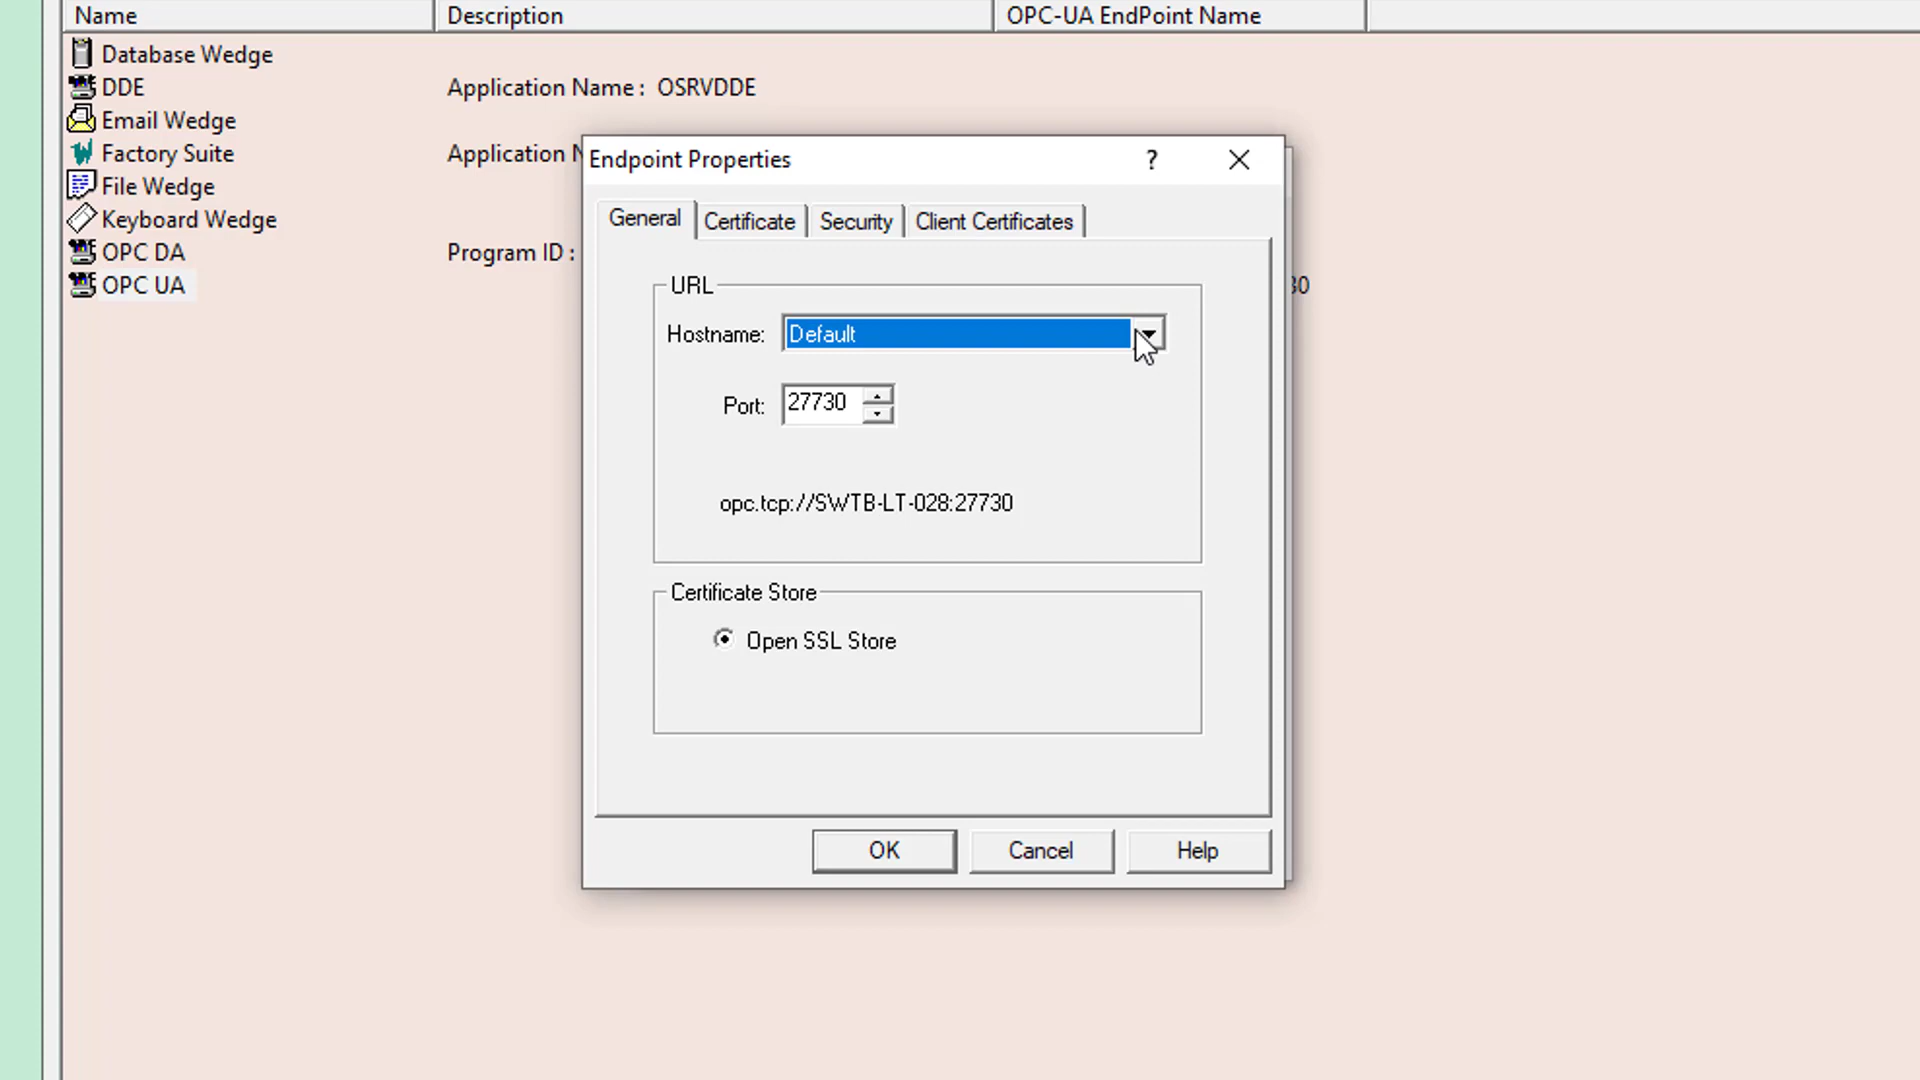 Name Description OPC-UA EndPoint Name
Database Wedge
DDE Application Name : OSRVDDE
Email Wedge
Factory Suite Application
File Wedge
Keyboard Wedge
OPC DA Program ID :
OPC UA
Endpoint Properties ?
General Certificate Security Client Certificates
URL
Hostname: Default
Port: 27730
opc.tcp://SWTB-LT-028:27730
Certificate Store
Open SSL Store
OK Cancel Help